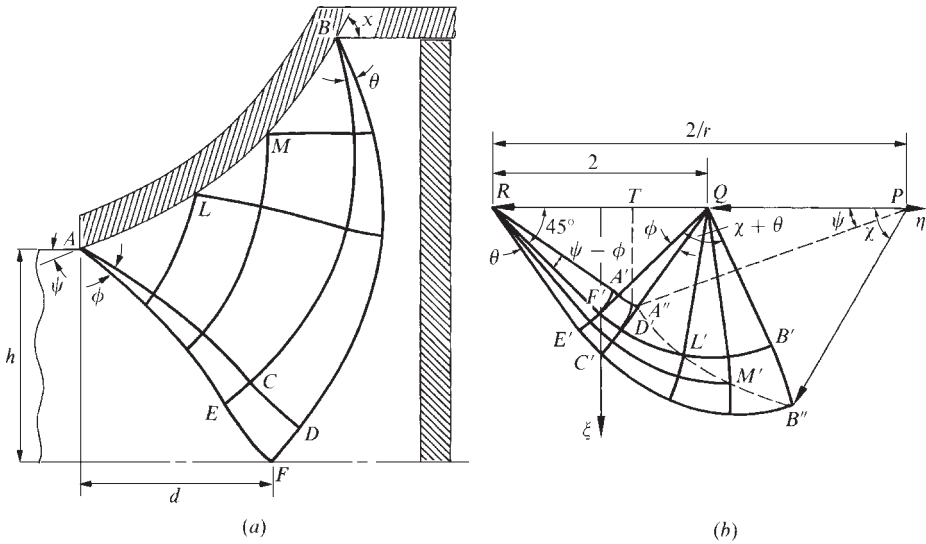 B
x
θ
M
L
A
ψ
ϕ
h
C
E
D
F
d
(a)
2/r
2
R
T
Q
P
η
45°
ϕ
ψ
χ
χ + θ
ψ − ϕ
θ
A′
F′
A″
D′
E′
C′
L′
B′
M′
B″
ξ
(b)